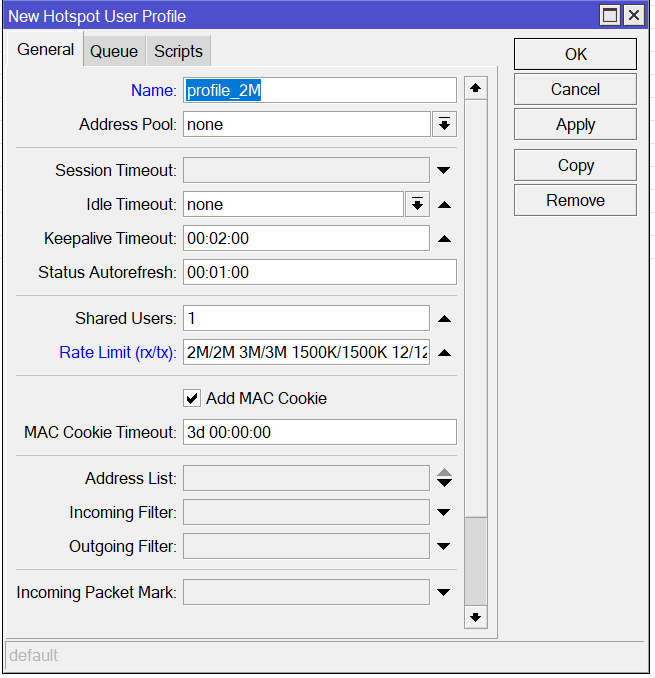 New Hotspot User Profile
General Queue Scripts
Name: profile_2M
Address Pool: none
Session Timeout:
Idle Timeout: none
Keepalive Timeout: 00:02:00
Status Autorefresh: 00:01:00
Shared Users: 1
Rate Limit (rx/tx): 2M/2M 3M/3M 1500K/1500K 12/12
Add MAC Cookie
MAC Cookie Timeout: 3d 00:00:00
Address List:
Incoming Filter:
Outgoing Filter:
Incoming Packet Mark:
OK
Cancel
Apply
Copy
Remove
default